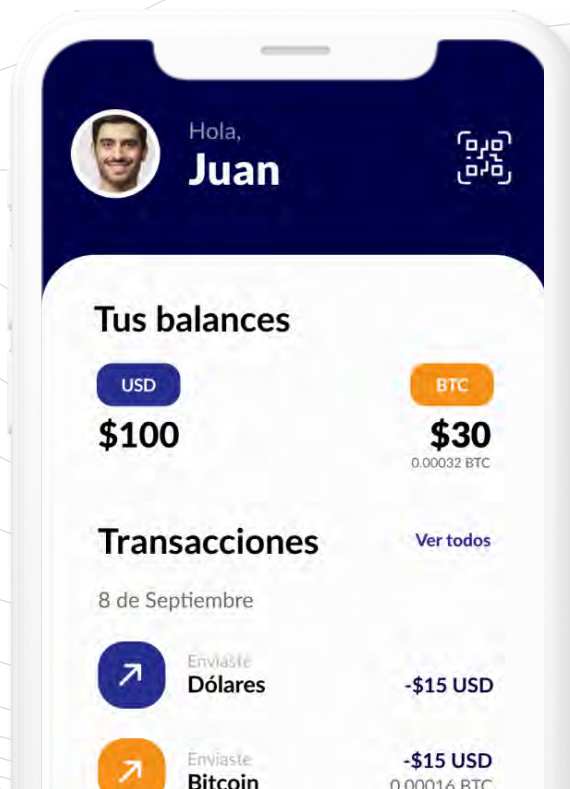 Hola,
Juan
Tus balances
USD
BTC
$100
$30
0.00032 BTC
Transacciones
Ver todos
8 de Septiembre
Enviaste
Dólares
-$15 USD
Enviaste
-$15 USD
Bitcoin
0.00016 BTC